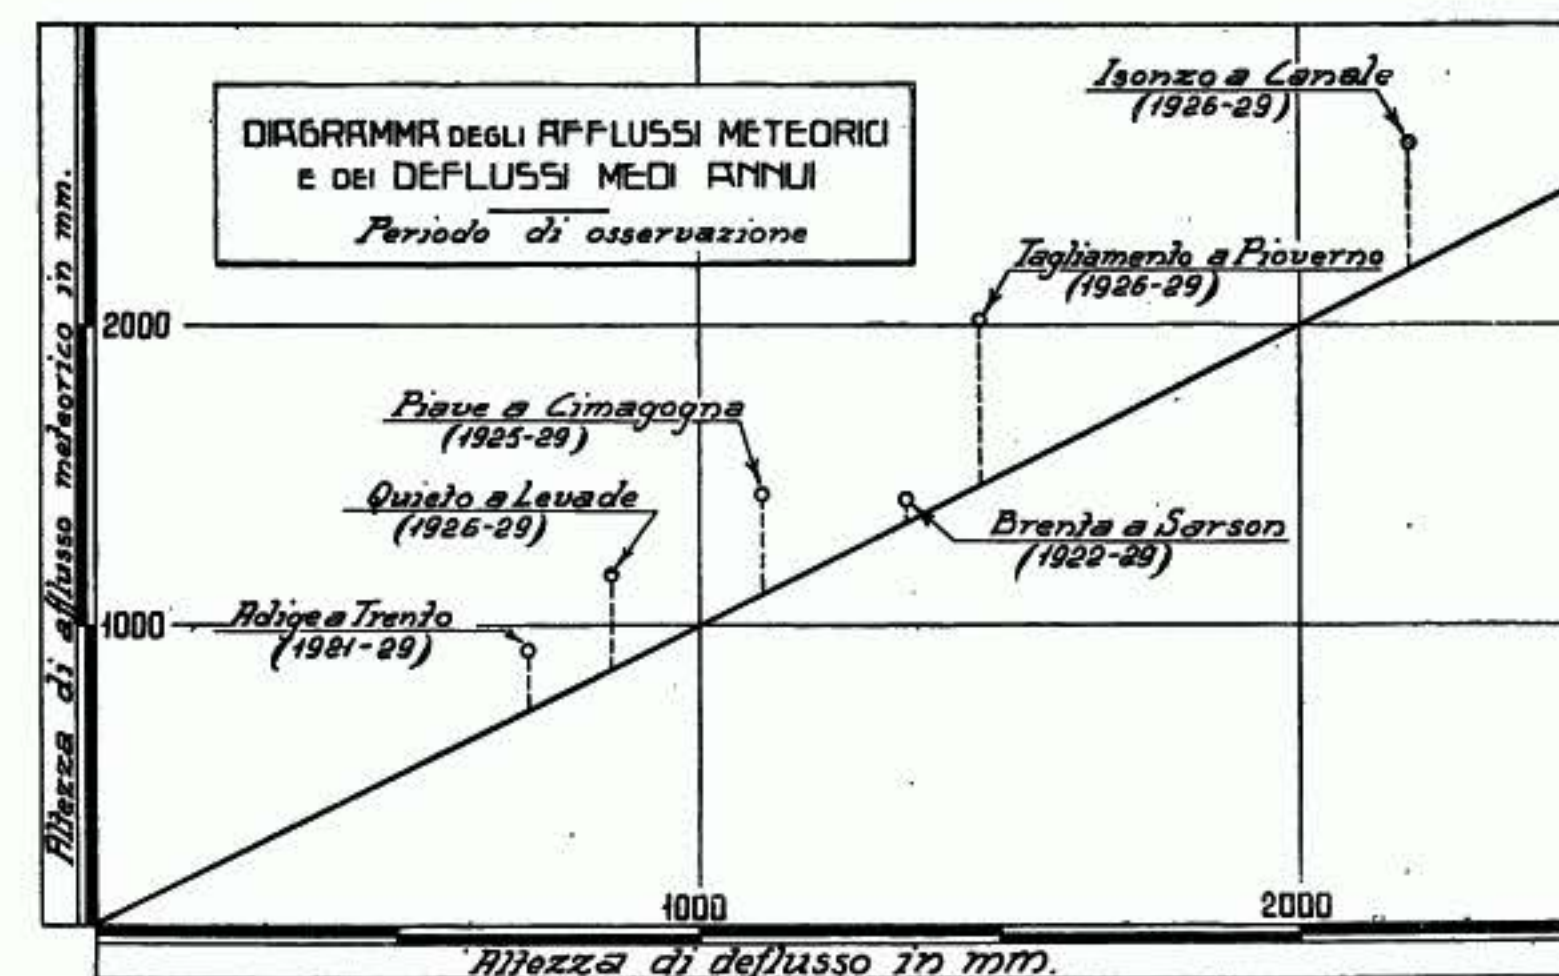 DIAGRAMMA DEGLI AFFLUSSI METEORICI
E DEI DEFLUSSI MEDI ANNUI
Periodo di osservazione
Isonzo a Canale
(1926-29)
Tagliamento a Pioverno
(1926-29)
2000
Piave a Cimagogna
(1925-29)
Quieto a Levade
(1926-29)
Brenta a Sarson
(1922-29)
Adige a Trento
(1921-29)
1000
1000
2000
Altezza di afflusso meteorico in mm.
Altezza di deflusso in mm.